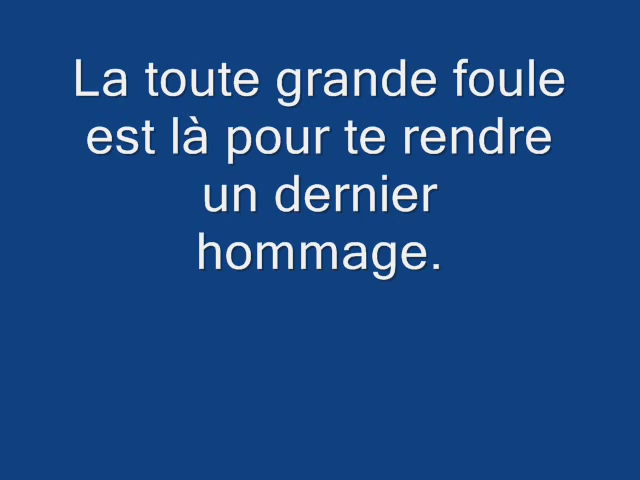 La toute grande foule
est là pour te rendre
un dernier
hommage.